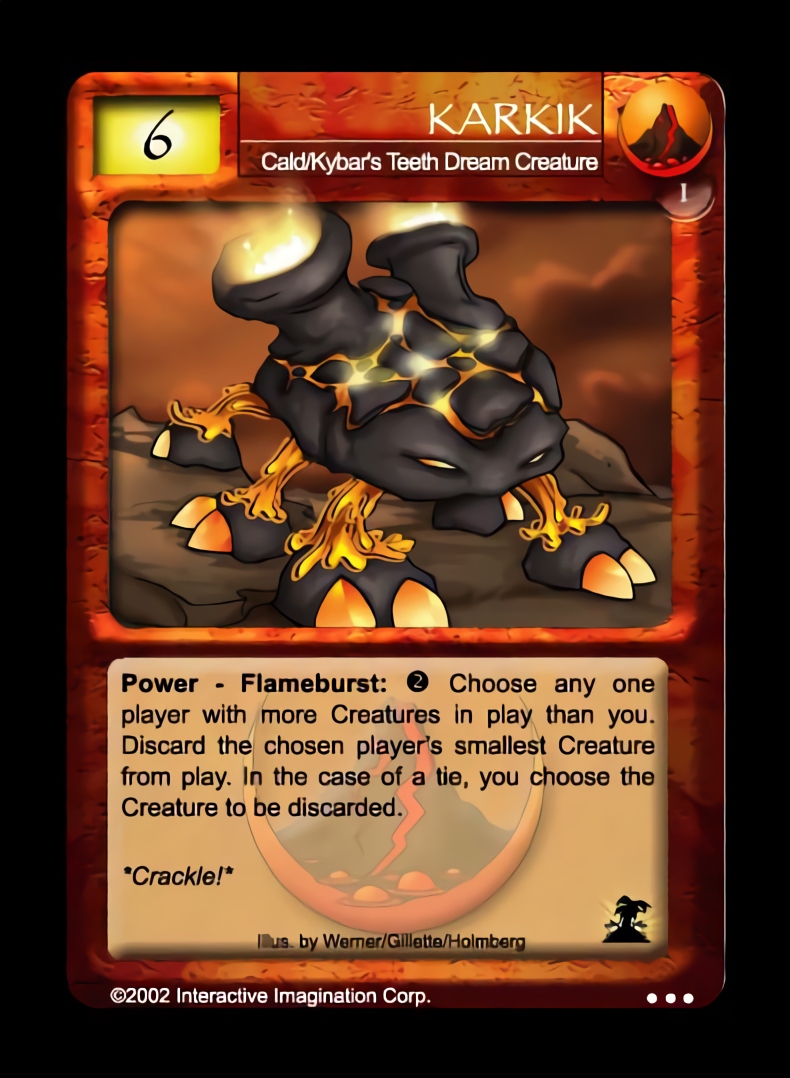 6
KARKIK
Cald/Kybar's Teeth Dream Creature
I
Power - Flameburst: ❷ Choose any one
player with more Creatures in play than you.
Discard the chosen player's smallest Creature
from play. In the case of a tie, you choose the
Creature to be discarded.
*Crackle!*
Illus. by Werner/Gillette/Holmberg
©2002 Interactive Imagination Corp.